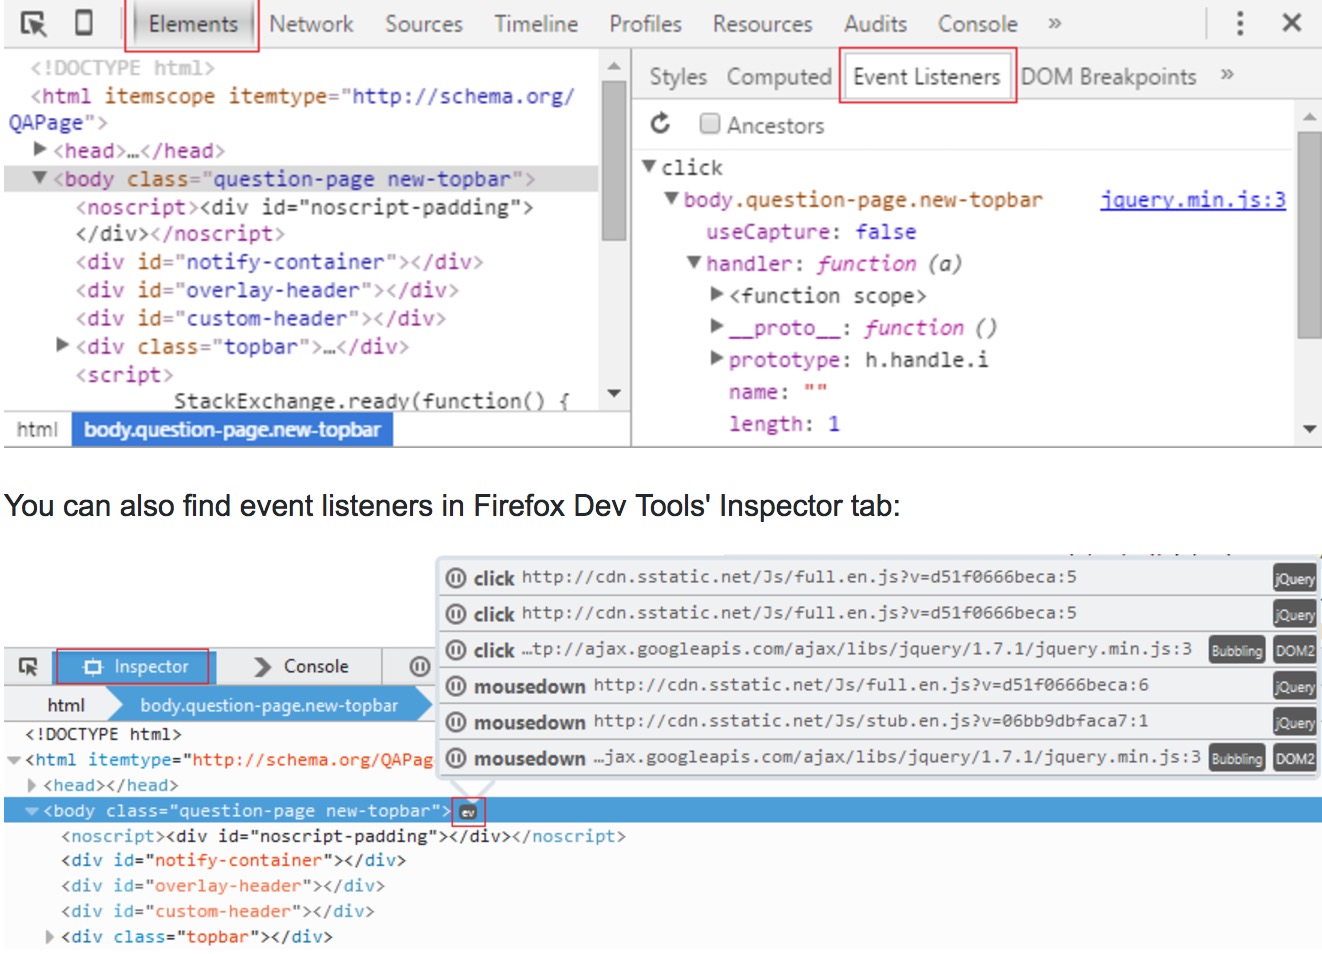 Elements Network Sources Timeline Profiles Resources Audits Console »
<!DOCTYPE html>
<html itemscope itemtype="http://schema.org/
QAPage">
<head>…</head>
<body class="question-page new-topbar">
<noscript><div id="noscript-padding">
</div></noscript>
<div id="notify-container"></div>
<div id="overlay-header"></div>
<div id="custom-header"></div>
<div class="topbar">…</div>
<script>
StackExchange.ready(function() {
html body.question-page.new-topbar
Styles Computed Event Listeners DOM Breakpoints »
Ancestors
click
body.question-page.new-topbar jquery.min.js:3
useCapture: false
handler: function (a)
<function scope>
__proto__: function ()
prototype: h.handle.i
name: ""
length: 1
You can also find event listeners in Firefox Dev Tools' Inspector tab:
click http://cdn.sstatic.net/Js/full.en.js?v=d51f0666beca:5 jQuery
click http://cdn.sstatic.net/Js/full.en.js?v=d51f0666beca:5 jQuery
click …tp://ajax.googleapis.com/ajax/libs/jquery/1.7.1/jquery.min.js:3 Bubbling DOM2
mousedown http://cdn.sstatic.net/Js/full.en.js?v=d51f0666beca:6 jQuery
mousedown http://cdn.sstatic.net/Js/stub.en.js?v=06bb9dbfaca7:1 jQuery
mousedown …jax.googleapis.com/ajax/libs/jquery/1.7.1/jquery.min.js:3 Bubbling DOM2
Inspector Console
html body.question-page.new-topbar
<!DOCTYPE html>
<html itemtype="http://schema.org/QAPag
<head></head>
<body class="question-page new-topbar"> ev
<noscript><div id="noscript-padding"></div></noscript>
<div id="notify-container"></div>
<div id="overlay-header"></div>
<div id="custom-header"></div>
<div class="topbar"></div>